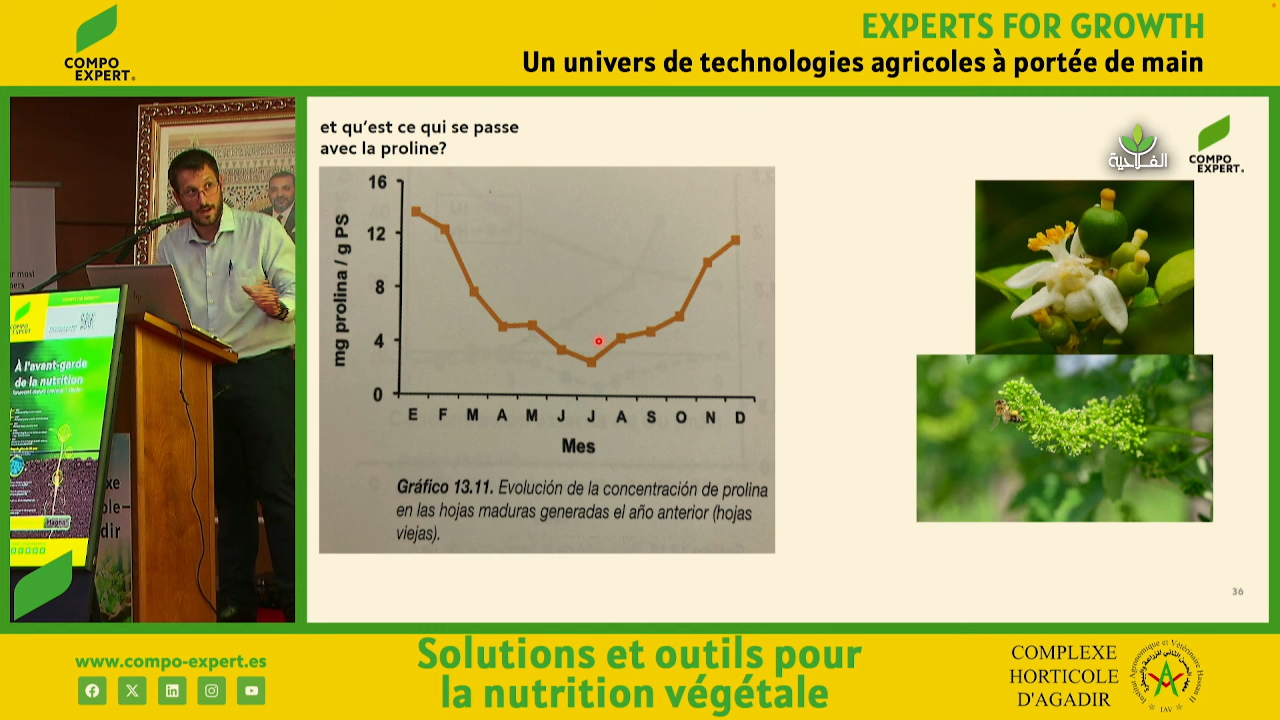 COMPO
EXPERT
EXPERTS FOR GROWTH
Un univers de technologies agricoles à portée de main
et qu'est ce qui se passe
avec la proline?
الفلاحية
COMPO
EXPERT
mg prolina / g PS
16
12
8
4
0
E F M A M J J A S O N D
Mes
Gráfico 13.11. Evolución de la concentración de prolina
en las hojas maduras generadas el año anterior (hojas
viejas).
36
À l'avant-garde
de la nutrition
www.compo-expert.es
Solutions et outils pour
la nutrition végétale
COMPLEXE
HORTICOLE
D'AGADIR
IAV